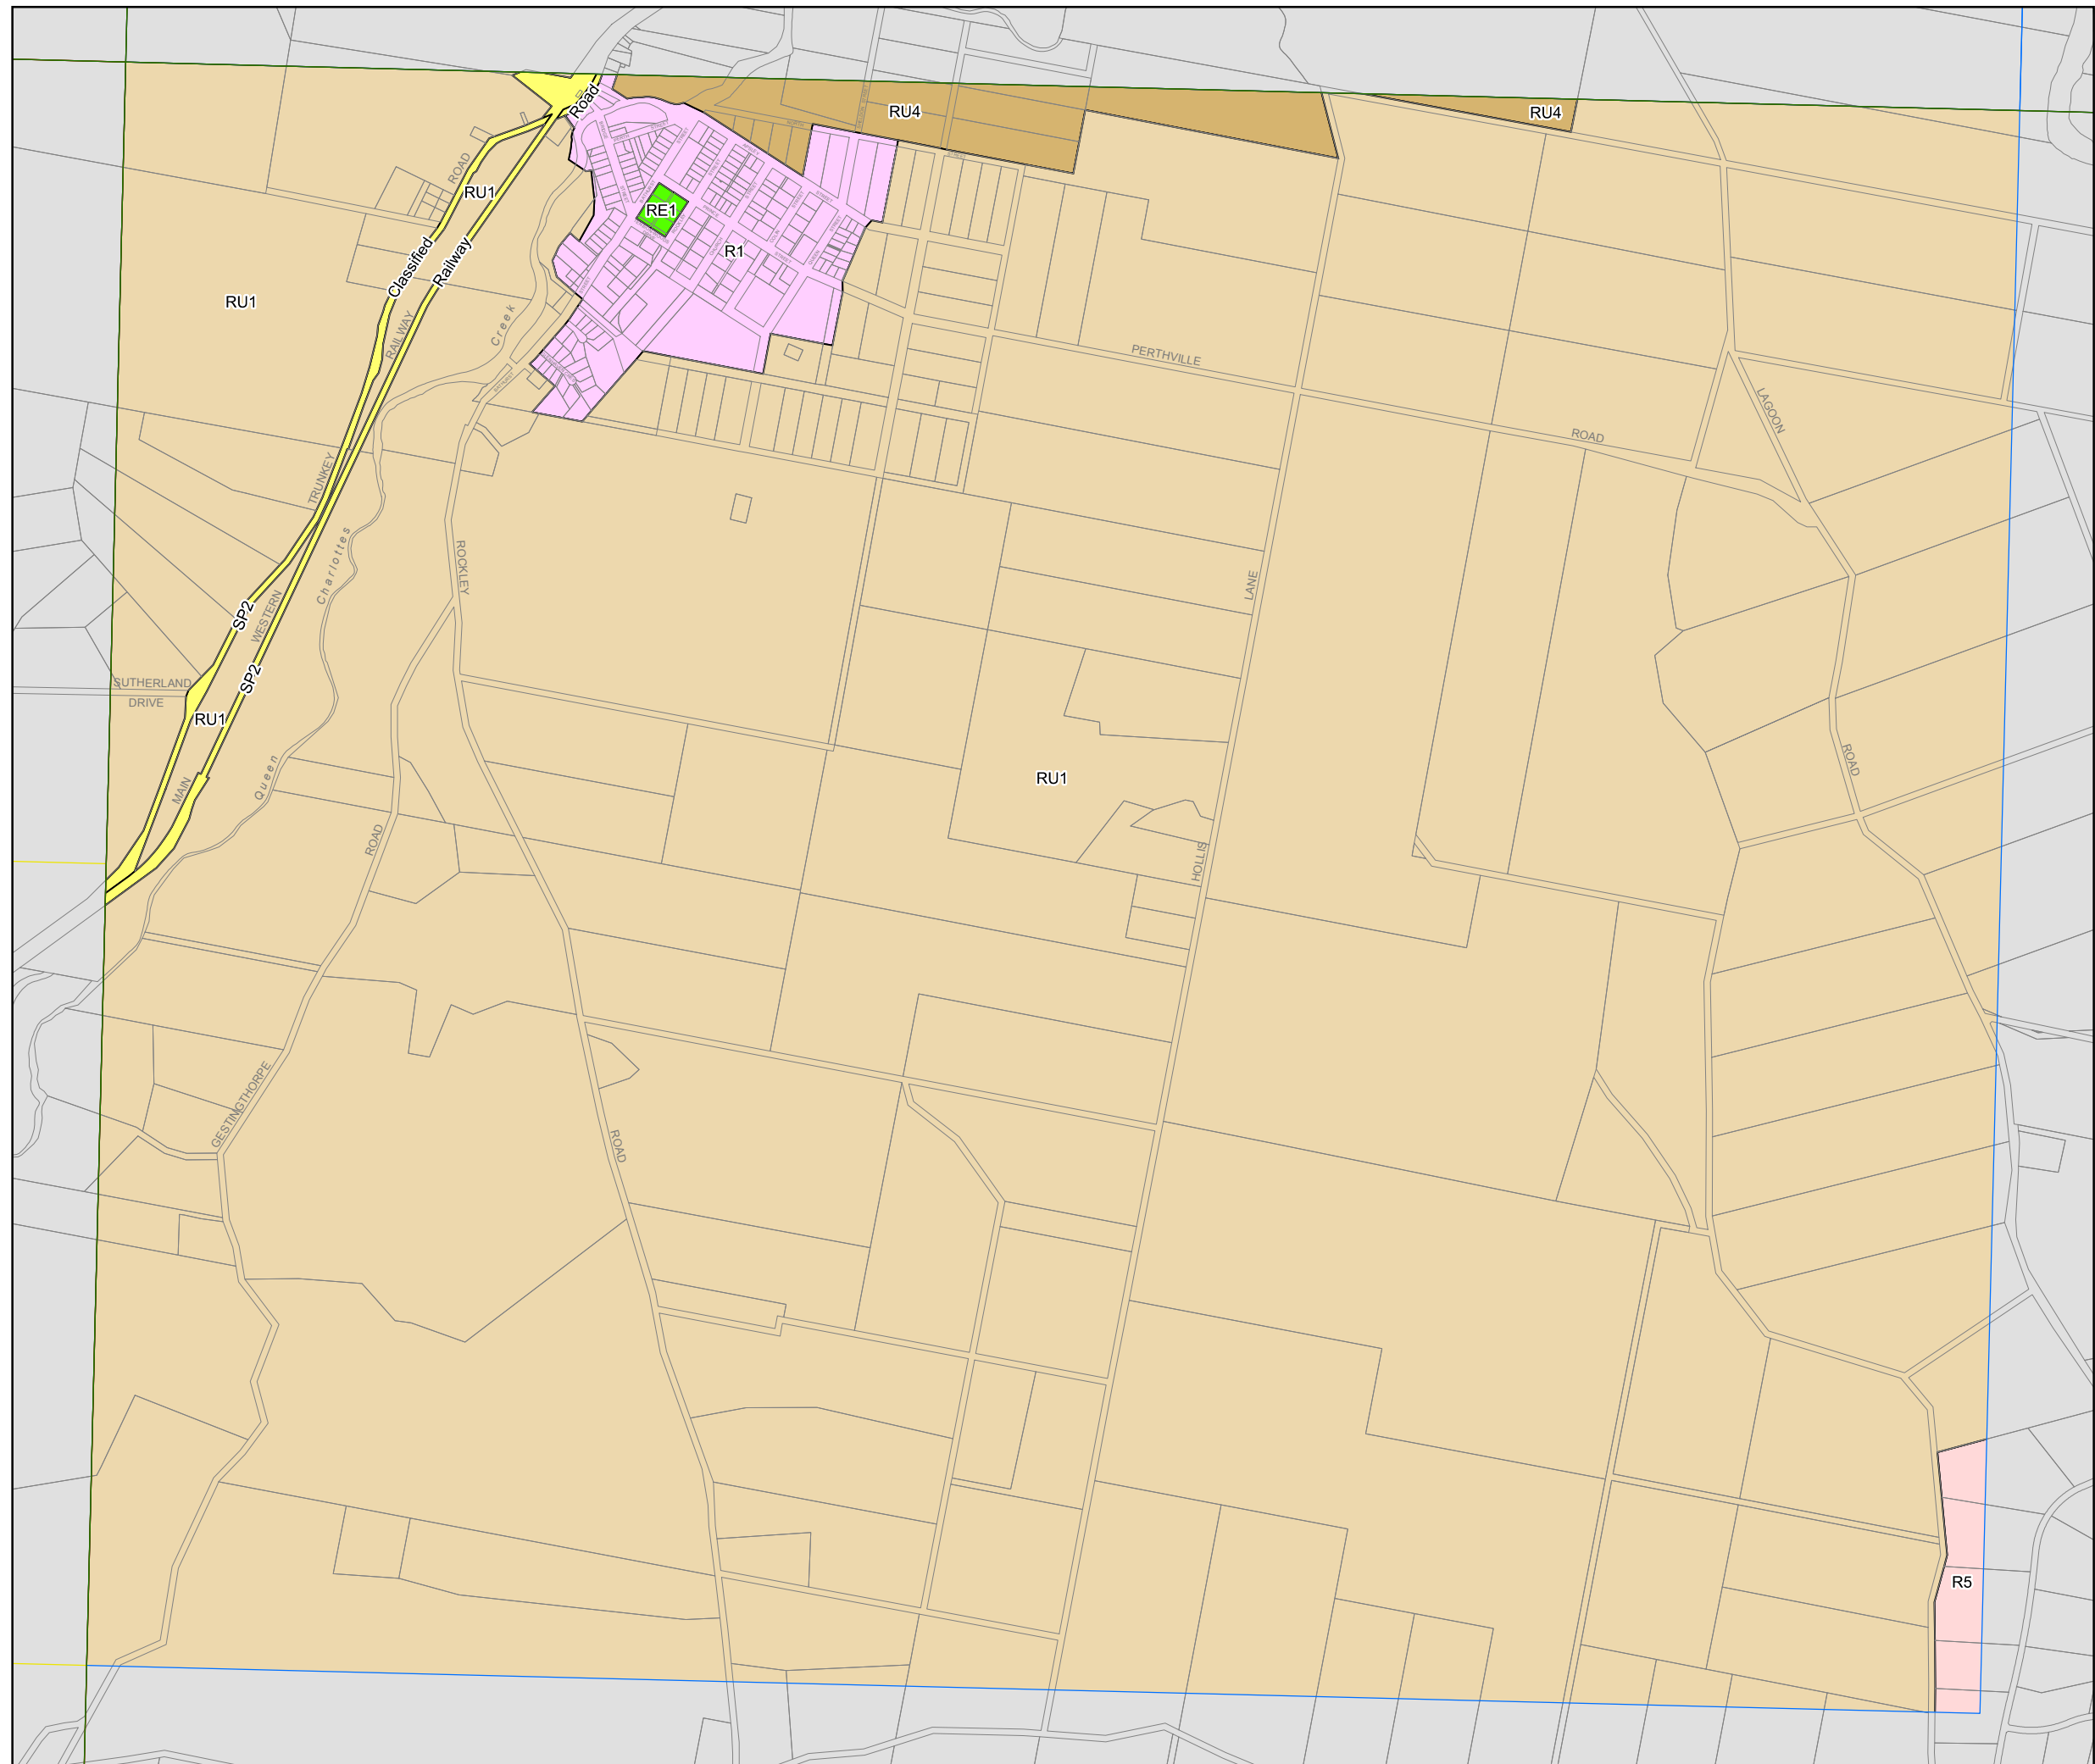 Road
RU4
RU4
ROAD
RU1
RE1
R1
Classified
Railway
RU1
RAILWAY
Creek
PERTHVILLE
ROAD
LAGOON
TRUNKEY
Charlottes
ROCKLEY
LANE
SP2
WESTERN
SP2
SUTHERLAND
DRIVE
RU1
ROAD
Queen
MAIN
RU1
ROAD
HOLLIS
GESTINGTHORPE
ROAD
R5